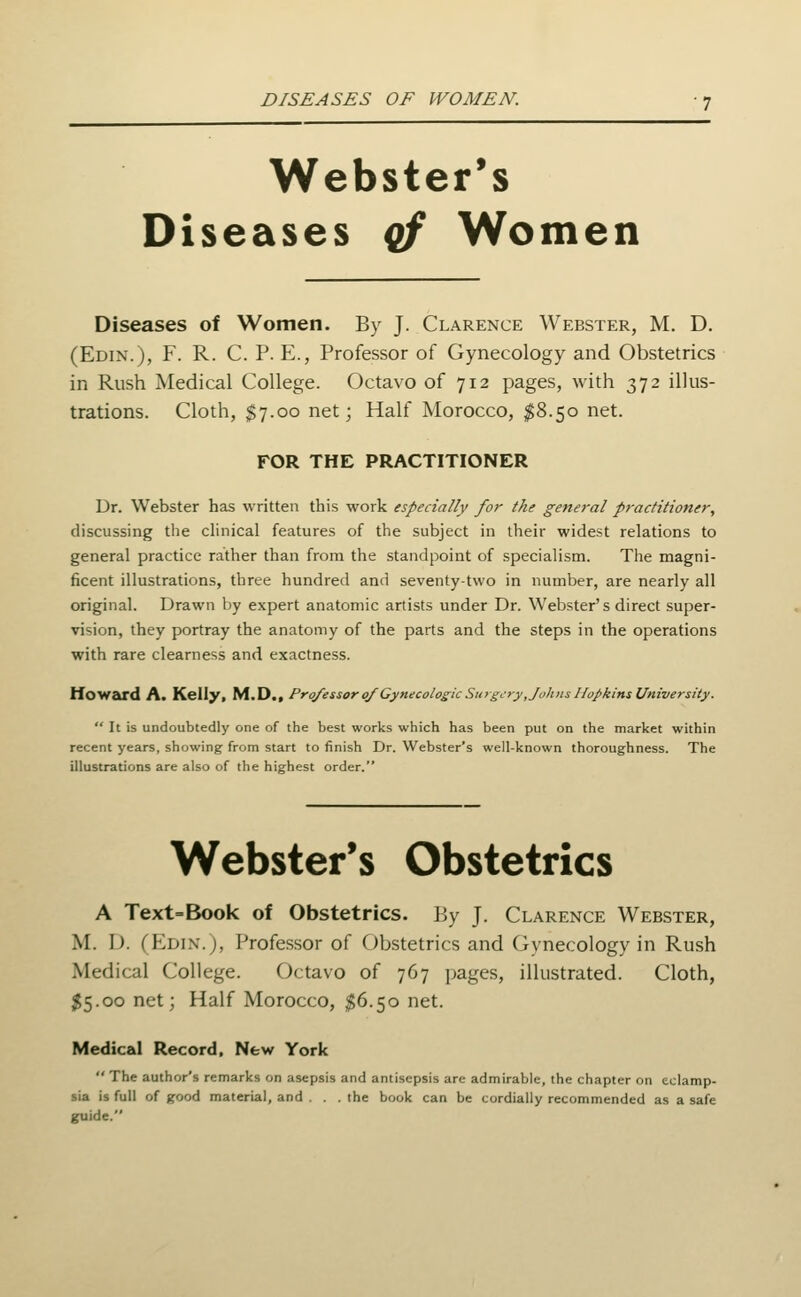 DISEASES OF WOMEN. 7
Webster's
Diseases of Women
Diseases of Women. By J. Clarence Webster, M. D.
(Edin.), F. R. C. P. E., Professor of Gynecology and Obstetrics
in Rush Medical College. Octavo of 712 pages, with 372 illus-
trations. Cloth, $7.00 net; Half Morocco, $8.50 net.
FOR THE PRACTITIONER
Dr. Webster has written this work especially for the general practitioner,
discussing the clinical features of the subject in their widest relations to
general practice rather than from the standpoint of specialism. The magni-
ficent illustrations, three hundred and seventy-two in number, are nearly all
original. Drawn by expert anatomic artists under Dr. Webster's direct super-
vision, they portray the anatomy of the parts and the steps in the operations
with rare clearness and exactness.
Howard A. Kelly, M.D., Professor of Gynecologic Surgery, Johns Hopkins University.
" It is undoubtedly one of the best works which has been put on the market within
recent years, showing from start to finish Dr. Webster's well-known thoroughness. The
illustrations are also of the highest order."
Webster's Obstetrics
A Text=Book of Obstetrics. By J. Clarence Webster,
M. D. (Edin.), Professor of Obstetrics and Gynecology in Rush
Medical College. Octavo of 767 pages, illustrated. Cloth,
$5.00 net; Half Morocco, $6.50 net.
Medical Record, New York
" The author's remarks on asepsis and antisepsis are admirable, the chapter on eclamp-
sia is full of good material, and . . . the book can be cordially recommended as a safe
guide."